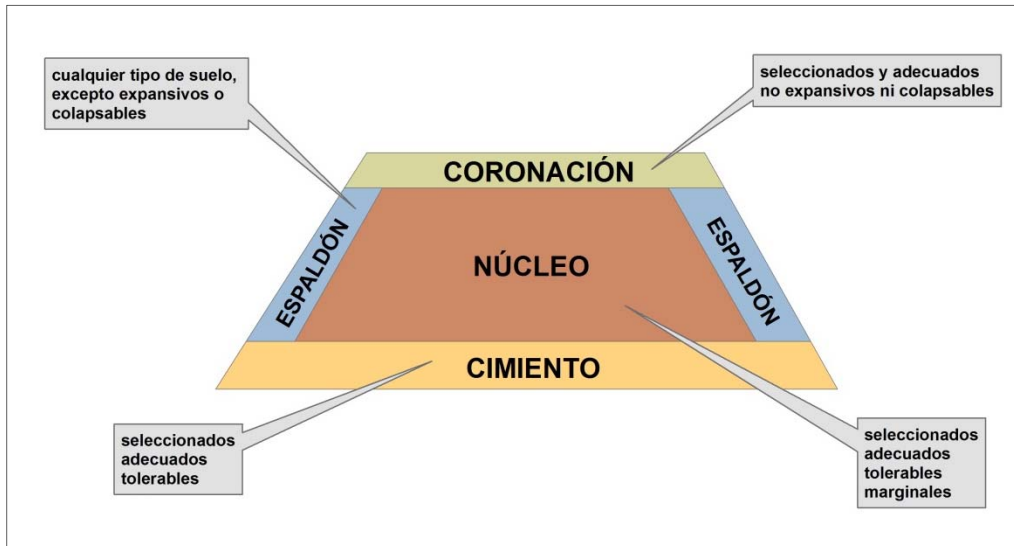 cualquier tipo de suelo,
excepto expansivos o
colapsables
seleccionados y adecuados
no expansivos ni colapsables
CORONACIÓN
ESPALDÓN
NÚCLEO
ESPALDÓN
CIMIENTO
seleccionados
adecuados
tolerables
seleccionados
adecuados
tolerables
marginales